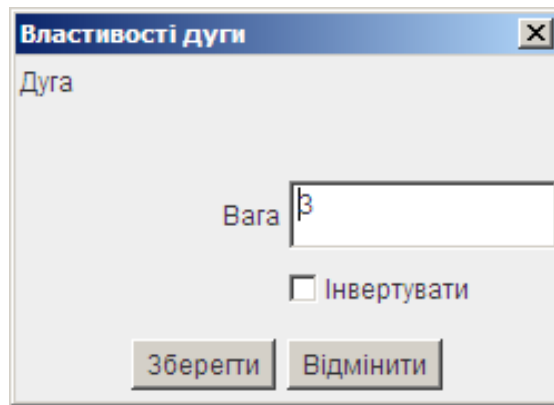 Властивості дуги
Дуга
Вага 3
Інвертувати
Зберегти Відмінити